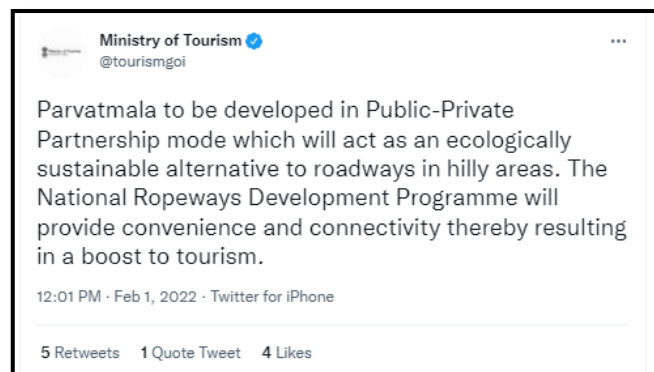 Ministry of Tourism
@tourismgoi
Parvatmala to be developed in Public-Private
Partnership mode which will act as an ecologically
sustainable alternative to roadways in hilly areas. The
National Ropeways Development Programme will
provide convenience and connectivity thereby resulting
in a boost to tourism.
12:01 PM · Feb 1, 2022 · Twitter for iPhone
5 Retweets 1 Quote Tweet 4 Likes